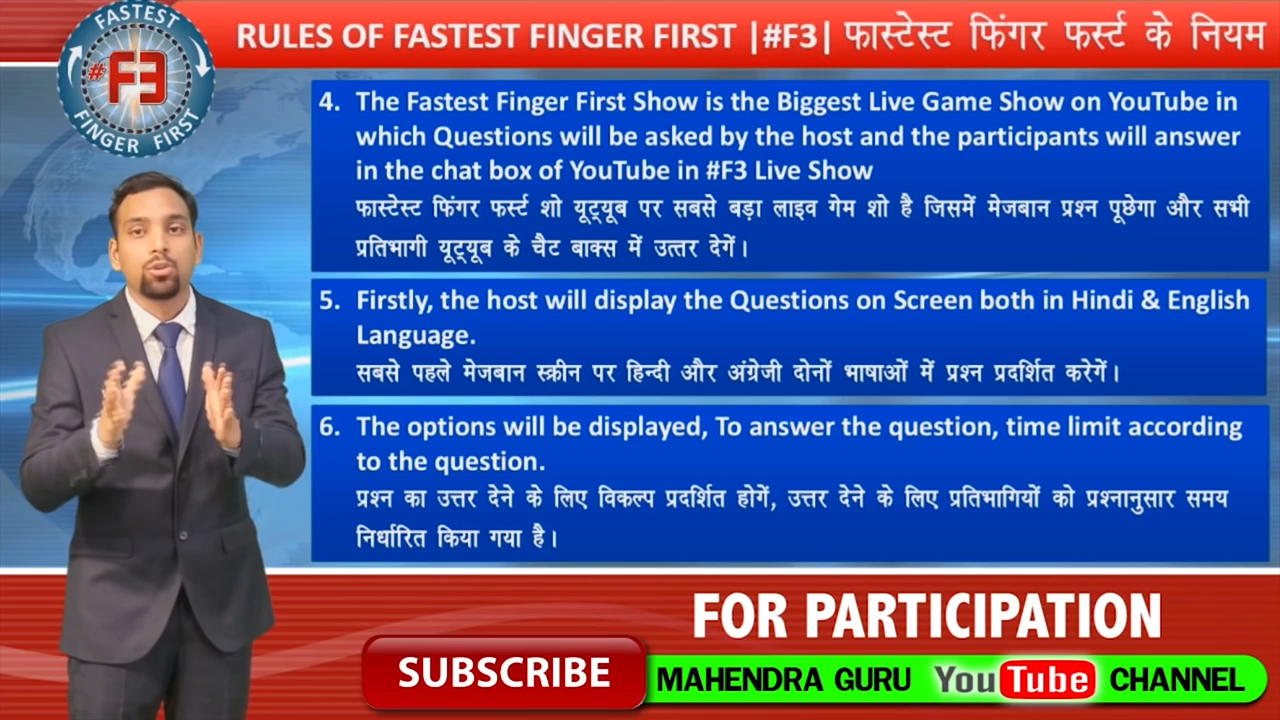 FASTEST
#F3
FINGER FIRST
RULES OF FASTEST FINGER FIRST |#F3| फास्टेस्ट फिंगर फर्स्ट के नियम
4. The Fastest Finger First Show is the Biggest Live Game Show on YouTube in
which Questions will be asked by the host and the participants will answer
in the chat box of YouTube in #F3 Live Show
फास्टेस्ट फिंगर फर्स्ट शो यूट्यूब पर सबसे बड़ा लाइव गेम शो है जिसमें मेजबान प्रश्न पूछेगा और सभी
प्रतिभागी यूट्यूब के चैट बाक्स में उत्तर देगें।
5. Firstly, the host will display the Questions on Screen both in Hindi & English
Language.
सबसे पहले मेजबान स्क्रीन पर हिन्दी और अंग्रेजी दोनों भाषाओं में प्रश्न प्रदर्शित करेगें।
6. The options will be displayed, To answer the question, time limit according
to the question.
प्रश्न का उत्तर देने के लिए विकल्प प्रदर्शित होगें, उत्तर देने के लिए प्रतिभागियों को प्रश्नानुसार समय
निर्धारित किया गया है।
FOR PARTICIPATION
SUBSCRIBE MAHENDRA GURU YouTube CHANNEL